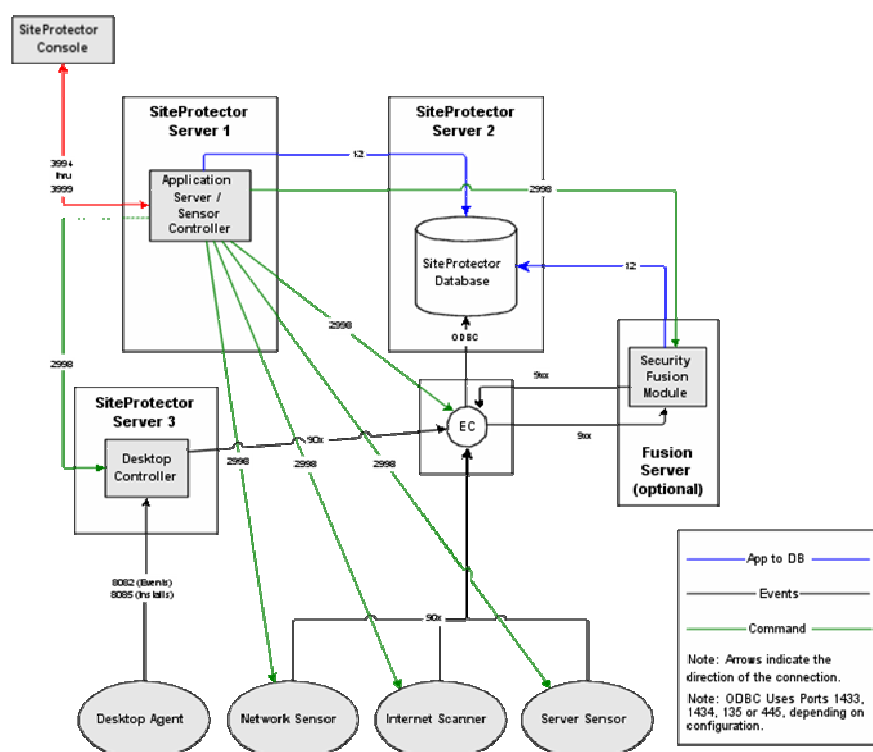 SiteProtector
Console
SiteProtector
Server 1
SiteProtector
Server 2
3994
thru
3999
Application
Server /
Sensor
Controller
2998
SiteProtector
Database
2998
ODBC
2998
Security
Fusion
Module
9xx
SiteProtector
Server 3
EC
90x
9xx
Desktop
Controller
2998
2998
2998
Fusion
Server
(optional)
8082 (Events)
8085 (Installs)
90x
Desktop Agent
Network Sensor
Internet Scanner
Server Sensor
App to DB
Events
Command
Note: Arrows indicate the
direction of the connection.
Note: ODBC Uses Ports 1433,
1434, 135 or 445, depending on
configuration.